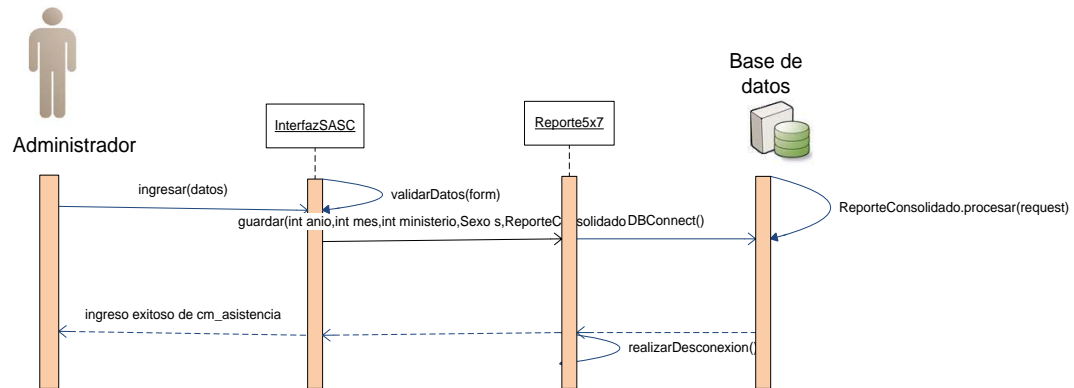 Base de
datos
InterfazSASC
Reporte5x7
Administrador
ingresar(datos)
validarDatos(form)
ReporteConsolidado.procesar(request)
guardar(int anio,int mes,int ministerio,Sexo s,ReporteConsolidado
DBConnect()
ingreso exitoso de cm_asistencia
realizarDesconexion()